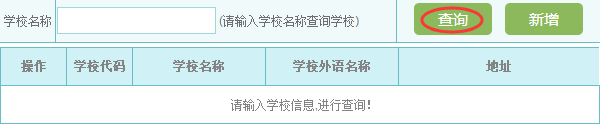 学校名称 (请输入学校名称查询学校) 查询 新增
操作 学校代码 学校名称 学校外语名称 地址
请输入学校信息,进行查询!